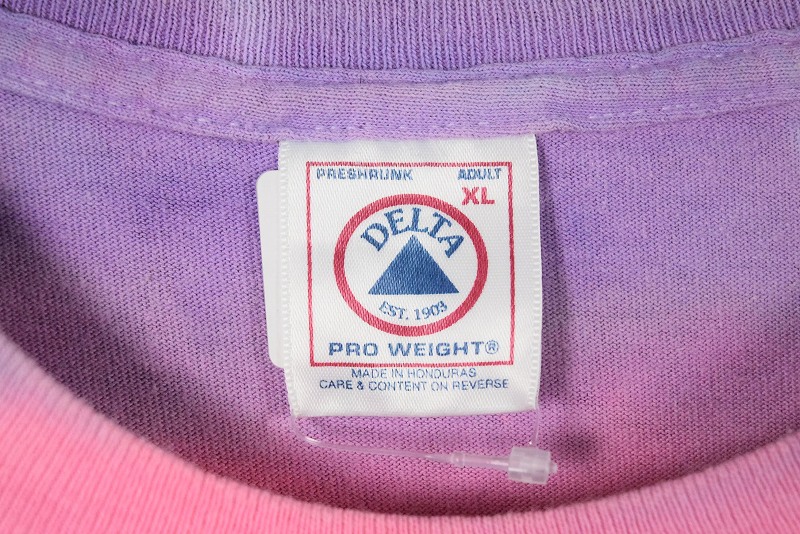 PRESHRUNK ADULT
XL
DELTA
EST. 1903
PRO WEIGHT®
MADE IN HONDURAS
CARE & CONTENT ON REVERSE